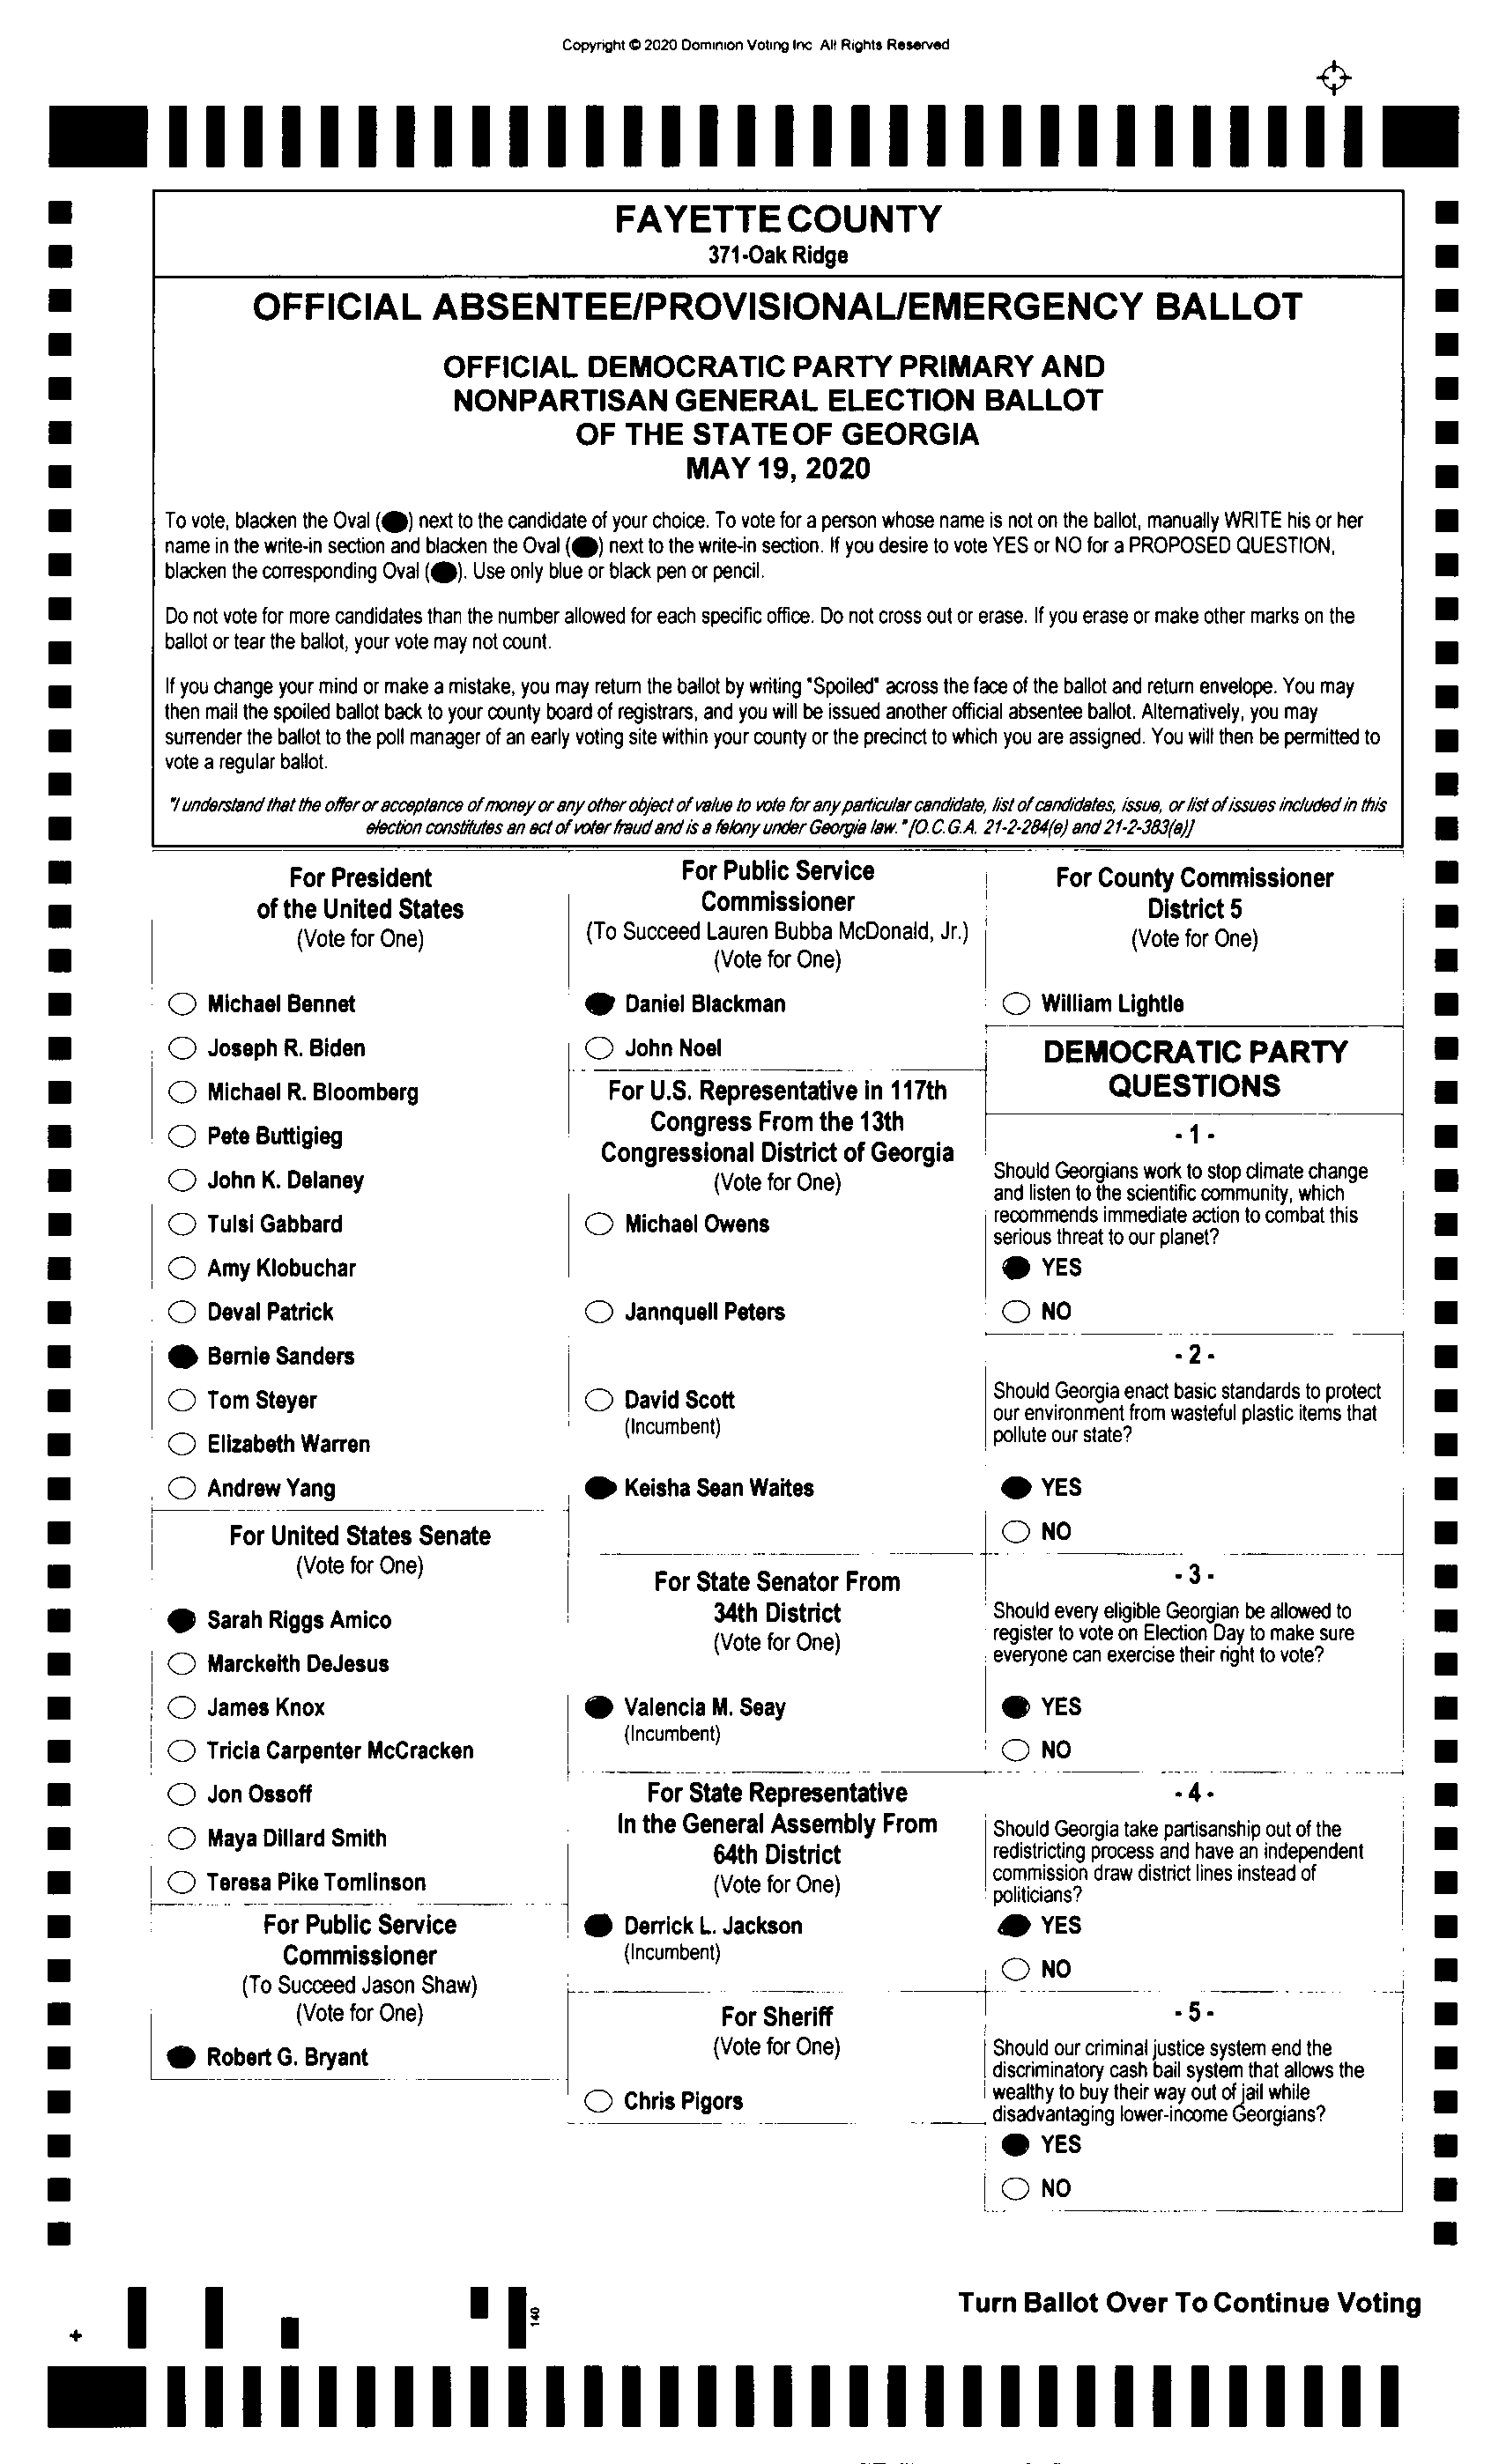 Copyright © 2020 Dominion Voting Inc All Rights Reserved
FAYETTE COUNTY
371-Oak Ridge
OFFICIAL ABSENTEE/PROVISIONAL/EMERGENCY BALLOT
OFFICIAL DEMOCRATIC PARTY PRIMARY AND
NONPARTISAN GENERAL ELECTION BALLOT
OF THE STATE OF GEORGIA
MAY 19, 2020
To vote, blacken the Oval ( ) next to the candidate of your choice. To vote for a person whose name is not on the ballot, manually WRITE his or her
name in the write-in section and blacken the Oval ( ) next to the write-in section. If you desire to vote YES or NO for a PROPOSED QUESTION,
blacken the corresponding Oval ( ). Use only blue or black pen or pencil.
Do not vote for more candidates than the number allowed for each specific office. Do not cross out or erase. If you erase or make other marks on the
ballot or tear the ballot, your vote may not count.
If you change your mind or make a mistake, you may return the ballot by writing "Spoiled" across the face of the ballot and return envelope. You may
then mail the spoiled ballot back to your county board of registrars, and you will be issued another official absentee ballot. Alternatively, you may
surrender the ballot to the poll manager of an early voting site within your county or the precinct to which you are assigned. You will then be permitted to
vote a regular ballot.
"I understand that the offer or acceptance of money or any other object of value to vote for any particular candidate, list of candidates, issue, or list of issues included in this
election constitutes an act of voter fraud and is a felony under Georgia law." [O.C.G.A. 21-2-284(e) and 21-2-383(a)]
For President
of the United States
(Vote for One)
Michael Bennet
Joseph R. Biden
Michael R. Bloomberg
Pete Buttigieg
John K. Delaney
Tulsi Gabbard
Amy Klobuchar
Deval Patrick
Bernie Sanders
Tom Steyer
Elizabeth Warren
Andrew Yang
For United States Senate
(Vote for One)
Sarah Riggs Amico
Marckeith DeJesus
James Knox
Tricia Carpenter McCracken
Jon Ossoff
Maya Dillard Smith
Teresa Pike Tomlinson
For Public Service
Commissioner
(To Succeed Jason Shaw)
(Vote for One)
Robert G. Bryant
For Public Service
Commissioner
(To Succeed Lauren Bubba McDonald, Jr.)
(Vote for One)
Daniel Blackman
John Noel
For U.S. Representative in 117th
Congress From the 13th
Congressional District of Georgia
(Vote for One)
Michael Owens
Jannquell Peters
David Scott
(Incumbent)
Keisha Sean Waites
For State Senator From
34th District
(Vote for One)
Valencia M. Seay
(Incumbent)
For State Representative
In the General Assembly From
64th District
(Vote for One)
Derrick L. Jackson
(Incumbent)
For Sheriff
(Vote for One)
Chris Pigors
For County Commissioner
District 5
(Vote for One)
William Lightle
DEMOCRATIC PARTY
QUESTIONS
- 1 -
Should Georgians work to stop climate change
and listen to the scientific community, which
recommends immediate action to combat this
serious threat to our planet?
YES
NO
- 2 -
Should Georgia enact basic standards to protect
our environment from wasteful plastic items that
pollute our state?
YES
NO
- 3 -
Should every eligible Georgian be allowed to
register to vote on Election Day to make sure
everyone can exercise their right to vote?
YES
NO
- 4 -
Should Georgia take partisanship out of the
redistricting process and have an independent
commission draw district lines instead of
politicians?
YES
NO
- 5 -
Should our criminal justice system end the
discriminatory cash bail system that allows the
wealthy to buy their way out of jail while
disadvantaging lower-income Georgians?
YES
NO
Turn Ballot Over To Continue Voting
140